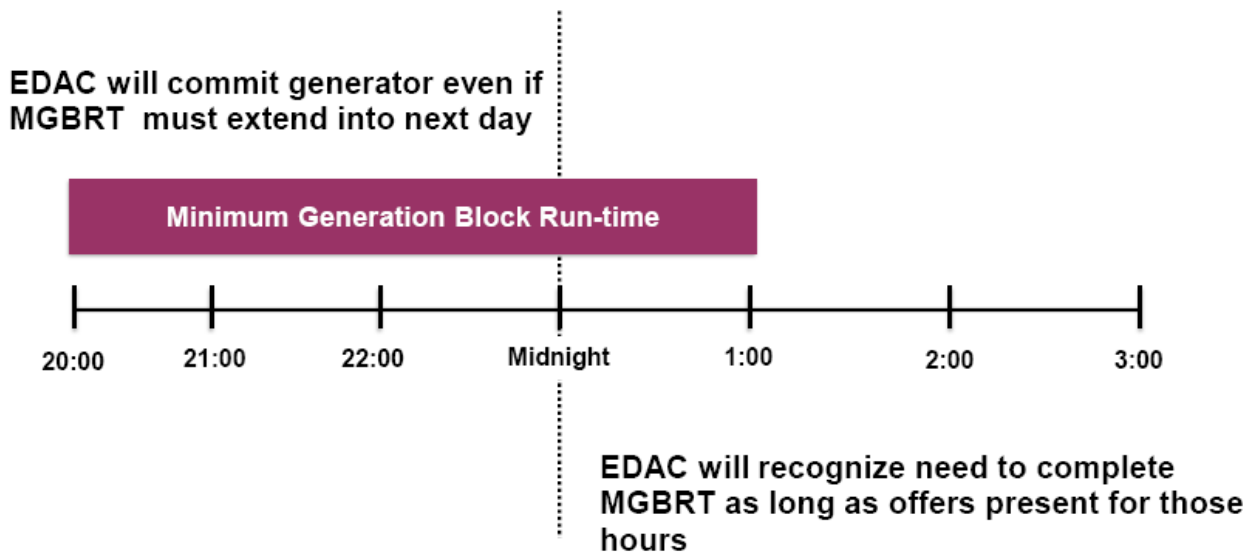 EDAC will commit generator even if
MGBRT must extend into next day
Minimum Generation Block Run-time
20:00 21:00 22:00 Midnight 1:00 2:00 3:00
EDAC will recognize need to complete
MGBRT as long as offers present for those
hours